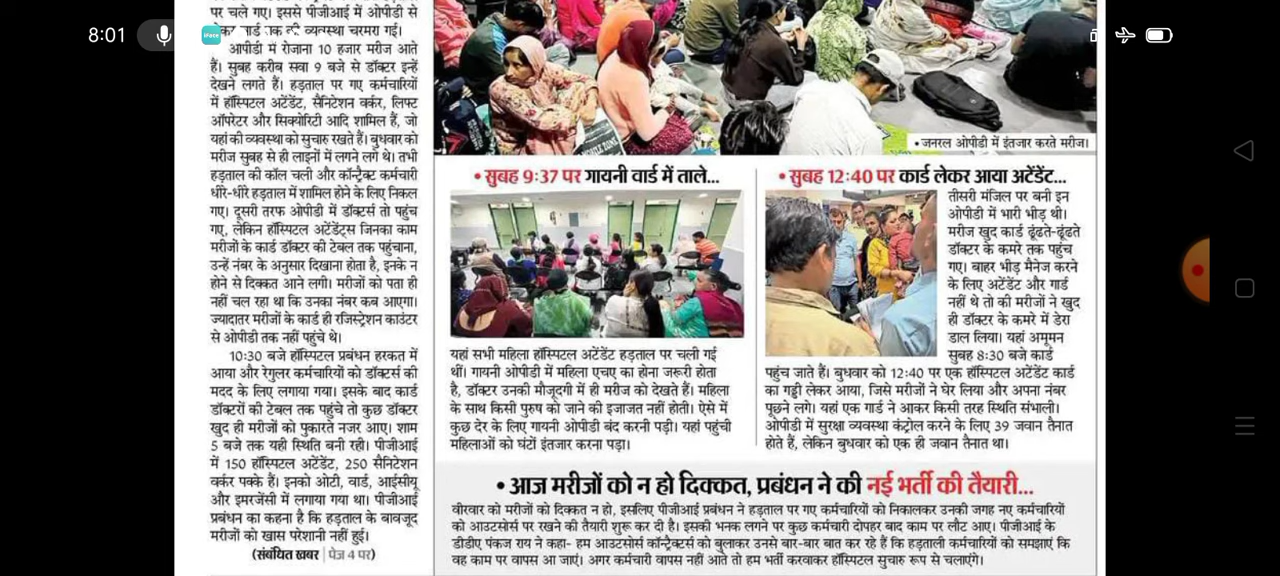 8:01
पर चले गए। इससे पीजीआई में ओपीडी से
की व्यवस्था चरमरा गई।
ओपीडी में रोजाना 10 हजार मरीज आते
हैं। सुबह करीब सवा 9 बजे से डॉक्टर इन्हें
देखने लगते हैं। हड़ताल पर गए कर्मचारियों
में हॉस्पिटल अटेंडेंट, सैनिटेशन वर्कर, लिफ्ट
ऑपरेटर और सिक्योरिटी आदि शामिल हैं, जो
यहां की व्यवस्था को सुचारु रखते हैं। बुधवार को
मरीज सुबह से ही लाइनों में लगने लगे थे। तभी
हड़ताल की कॉल चली और कॉन्ट्रैक्ट कर्मचारी
धीरे-धीरे हड़ताल में शामिल होने के लिए निकल
गए। दूसरी तरफ ओपीडी में डॉक्टर्स तो पहुंच
गए, लेकिन हॉस्पिटल अटेंडेंट्स जिनका काम
मरीजों के कार्ड डॉक्टर की टेबल तक पहुंचाना,
उन्हें नंबर के अनुसार दिखाना होता है, इनके न
होने से दिक्कत आने लगी। मरीजों को पता ही
नहीं चल रहा था कि उनका नंबर कब आएगा।
ज्यादातर मरीजों के कार्ड ही रजिस्ट्रेशन काउंटर
से ओपीडी तक नहीं पहुंचे थे।
10:30 बजे हॉस्पिटल प्रबंधन हरकत में
आया और रेगुलर कर्मचारियों को डॉक्टर्स की
मदद के लिए लगाया गया। इसके बाद कार्ड
डॉक्टरों की टेबल तक पहुंचे तो कुछ डॉक्टर
खुद ही मरीजों को पुकारते नजर आए। शाम
5 बजे तक यही स्थिति बनी रही। पीजीआई
में 150 हॉस्पिटल अटेंडेंट, 250 सैनिटेशन
वर्कर पक्के हैं। इनको ओटी, वार्ड, आईसीयू
और इमरजेंसी में लगाया गया था। पीजीआई
प्रबंधन का कहना है कि हड़ताल के बावजूद
मरीजों को खास परेशानी नहीं हुई।
(संबंधित खबर | पेज 4 पर)
• जनरल ओपीडी में इंतजार करते मरीज।
• सुबह 9:37 पर गायनी वार्ड में ताले...
यहां सभी महिला हॉस्पिटल अटेंडेंट हड़ताल पर चली गई
थीं। गायनी ओपीडी में महिला एचए का होना जरूरी होता
है, डॉक्टर उनकी मौजूदगी में ही मरीज को देखते हैं। महिला
के साथ किसी पुरुष को जाने की इजाजत नहीं होती। ऐसे में
कुछ देर के लिए गायनी ओपीडी बंद करनी पड़ी। यहां पहुंची
महिलाओं को घंटों इंतजार करना पड़ा।
• सुबह 12:40 पर कार्ड लेकर आया अटेंडेंट...
तीसरी मंजिल पर बनी इन
ओपीडी में भारी भीड़ थी।
मरीज खुद कार्ड ढूंढते-ढूंढते
डॉक्टर के कमरे तक पहुंच
गए। बाहर भीड़ मैनेज करने
के लिए अटेंडेंट और गार्ड
नहीं थे तो की मरीजों ने खुद
ही डॉक्टर के कमरे में डेरा
डाल लिया। यहां अमूमन
सुबह 8:30 बजे कार्ड
पहुंच जाते हैं। बुधवार को 12:40 पर एक हॉस्पिटल अटेंडेंट कार्ड
का गड्डी लेकर आया, जिसे मरीजों ने घेर लिया और अपना नंबर
पूछने लगे। यहां एक गार्ड ने आकर किसी तरह स्थिति संभाली।
ओपीडी में सुरक्षा व्यवस्था कंट्रोल करने के लिए 39 जवान तैनात
होते हैं, लेकिन बुधवार को एक ही जवान तैनात था।
• आज मरीजों को न हो दिक्कत, प्रबंधन ने की नई भर्ती की तैयारी...
वीरवार को मरीजों को दिक्कत न हो, इसलिए पीजीआई प्रबंधन ने हड़ताल पर गए कर्मचारियों को निकालकर उनकी जगह नए कर्मचारियों
को आउटसोर्स पर रखने की तैयारी शुरू कर दी है। इसकी भनक लगने पर कुछ कर्मचारी दोपहर बाद काम पर लौट आए। पीजीआई के
डीडीए पंकज राय ने कहा- हम आउटसोर्स कॉन्ट्रैक्टर्स को बुलाकर उनसे बार-बार बात कर रहे हैं कि हड़ताली कर्मचारियों को समझाएं कि
वह काम पर वापस आ जाएं। अगर कर्मचारी वापस नहीं आते तो हम भर्ती करवाकर हॉस्पिटल सुचारु रूप से चलाएंगे।